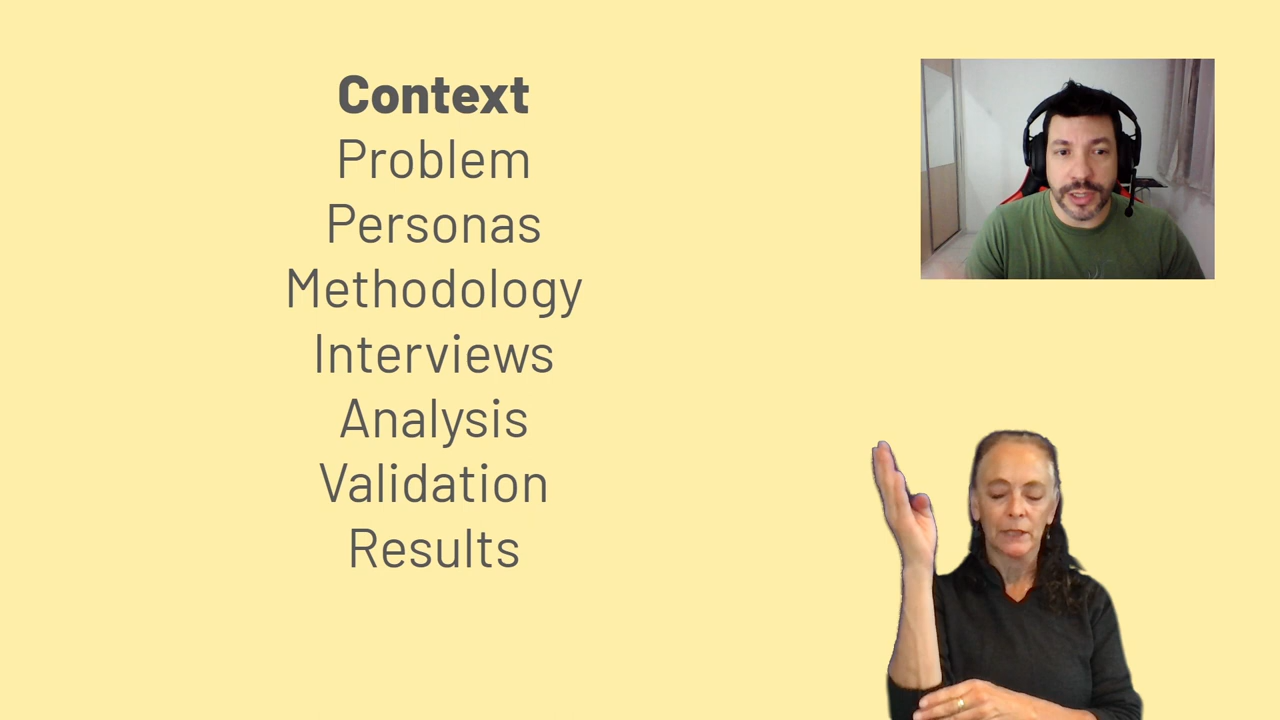 Context
Problem
Personas
Methodology
Interviews
Analysis
Validation
Results